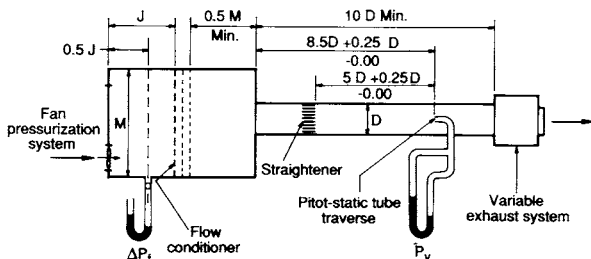 J
0.5 M
Min.
10 D Min.
0.5 J
8.5D +0.25 D
-0.00
5 D +0.25D
-0.00
Fan
pressurization
system
M
D
Straightener
Pitot-static tube
traverse
Variable
exhaust system
Flow
conditioner
ΔPf
Pv